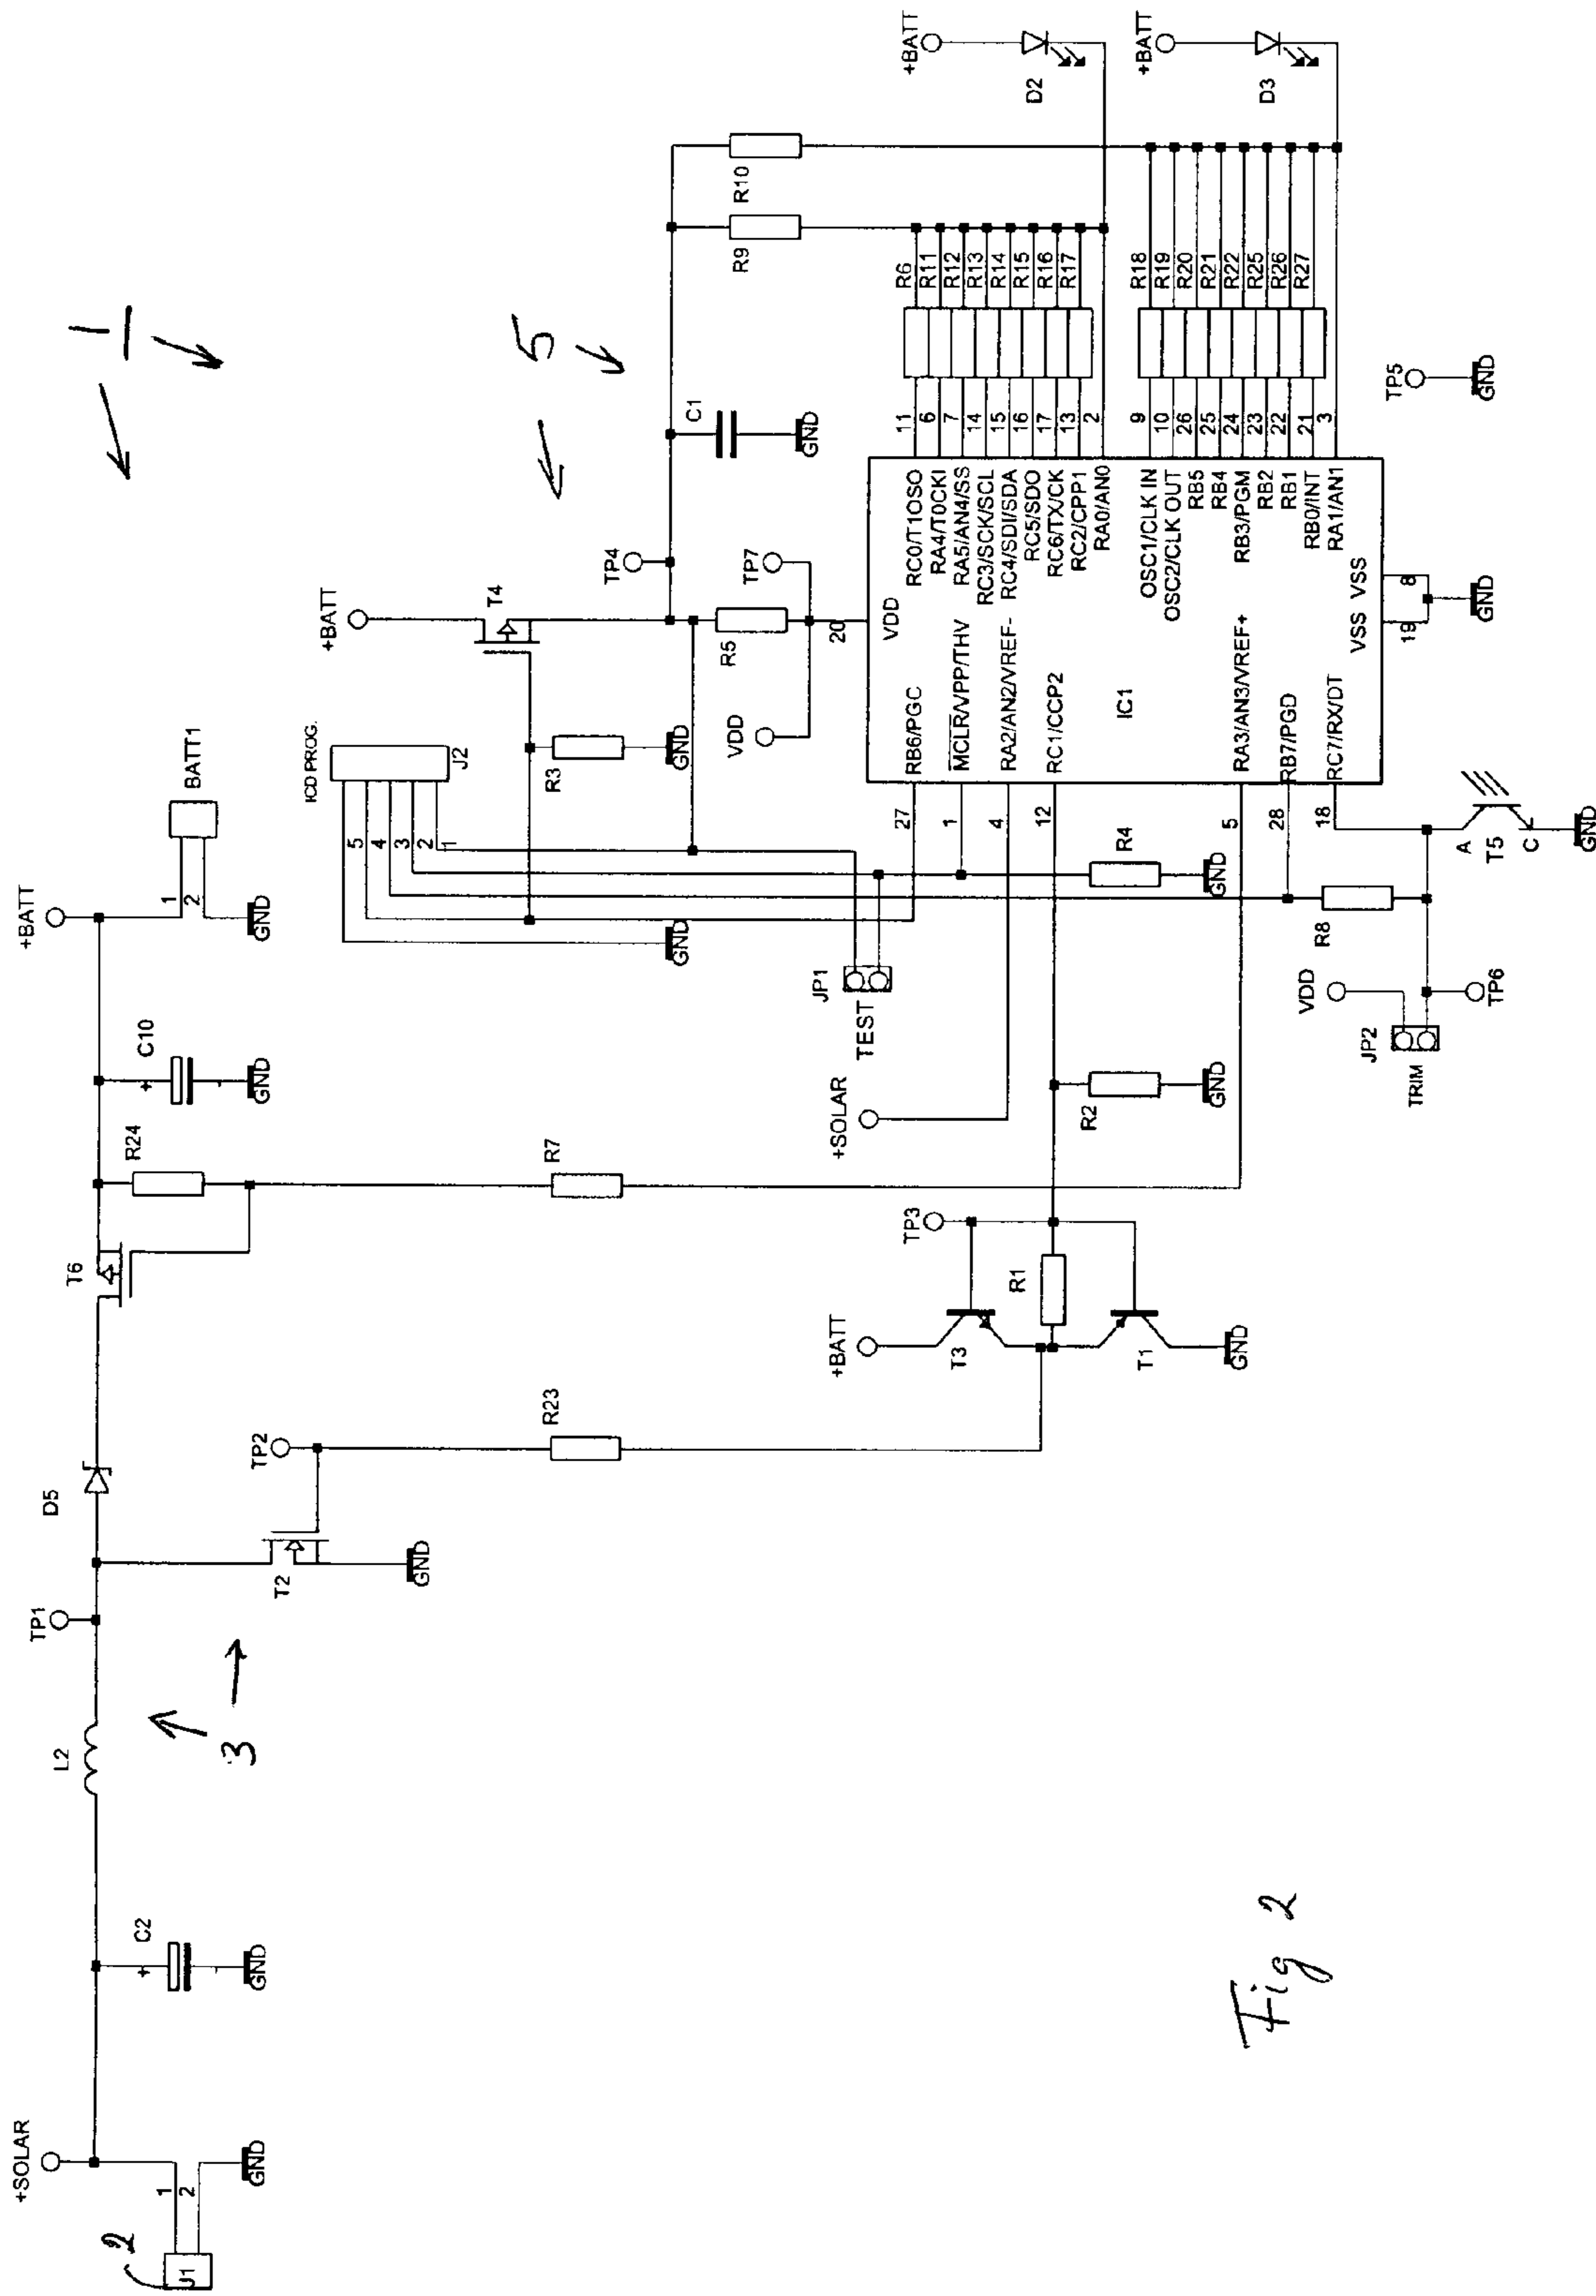 +SOLAR
2
J1
1
2
GND
C2
+
GND
L2
3
TP1
D5
T2
GND
TP2
R23
T6
R24
R7
C10
+
GND
+BATT
1
2
BATT1
GND
1
5
ICD PROG.
J2
5
4
3
2
1
GND
+BATT
T4
R3
GND
TP4
C1
GND
R5
VDD
TP7
R9
R10
+BATT
D2
+BATT
D3
JP1
TEST
+SOLAR
+BATT
T3
TP3
R1
T1
GND
R2
GND
R4
GND
20
VDD
27
RB6/PGC
1
MCLR/VPP/THV
4
RA2/AN2/VREF-
12
RC1/CCP2
IC1
5
RA3/AN3/VREF+
28
RB7/PGD
18
RC7/RX/DT
RC0/T1OSO
11
R6
RA4/T0CKI
6
R11
RA5/AN4/SS
7
R12
RC3/SCK/SCL
14
R13
RC4/SDI/SDA
15
R14
RC5/SDO
16
R15
RC6/TX/CK
17
R16
RC2/CPP1
13
R17
RA0/AN0
2
OSC1/CLK IN
9
R18
OSC2/CLK OUT
10
R19
RB5
26
R20
RB4
25
R21
RB3/PGM
24
R22
RB2
23
R25
RB1
22
R26
RB0/INT
21
R27
RA1/AN1
3
VSS VSS
19
8
GND
TP5
GND
R8
VDD
JP2
TRIM
TP6
A
T5
C
GND
Fig 2